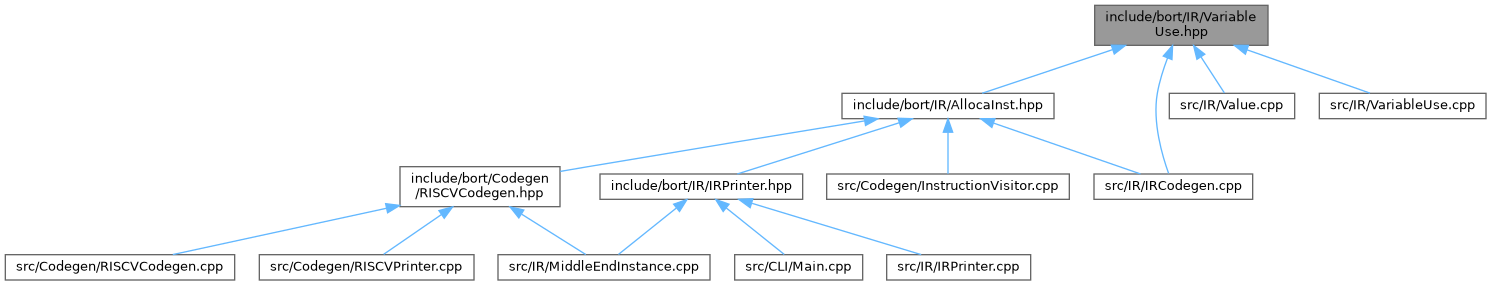 include/bort/IR/Variable
Use.hpp
include/bort/IR/AllocaInst.hpp
src/IR/Value.cpp
src/IR/VariableUse.cpp
include/bort/Codegen
/RISCVCodegen.hpp
include/bort/IR/IRPrinter.hpp
src/Codegen/InstructionVisitor.cpp
src/IR/IRCodegen.cpp
src/Codegen/RISCVCodegen.cpp
src/Codegen/RISCVPrinter.cpp
src/IR/MiddleEndInstance.cpp
src/CLI/Main.cpp
src/IR/IRPrinter.cpp